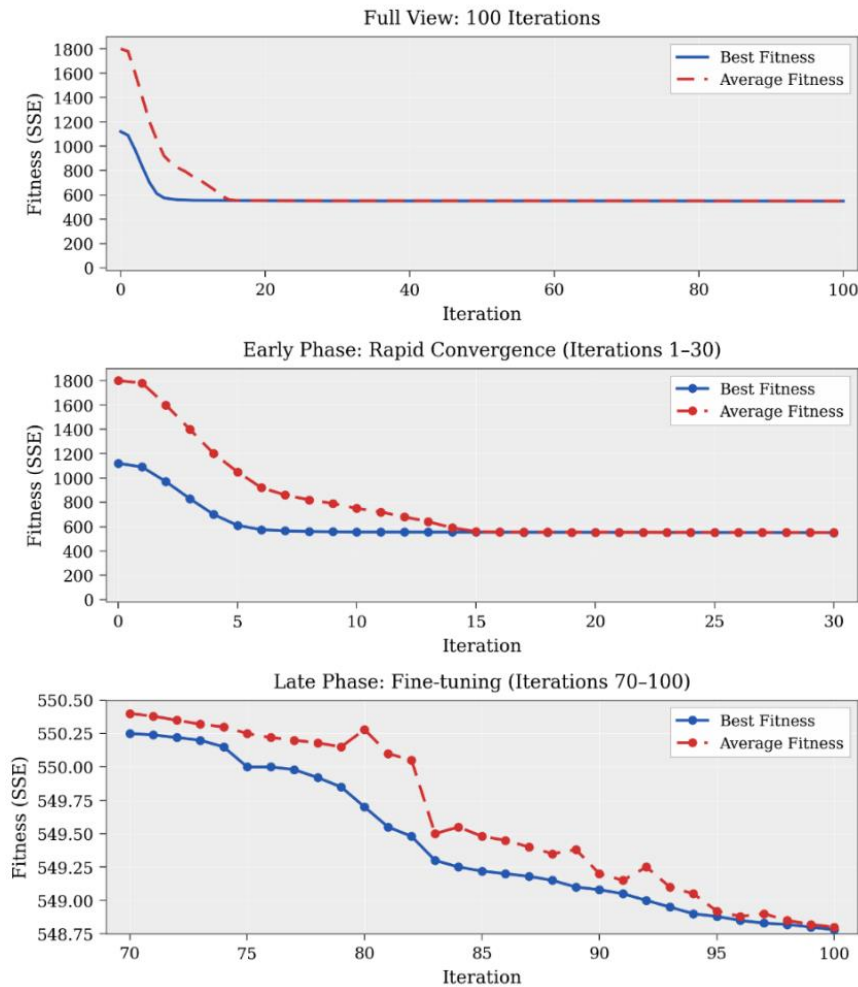 Full View: 100 Iterations
1800
1600
1400
1200
1000
800
600
400
200
0
Fitness (SSE)
Best Fitness
Average Fitness
0 20 40 60 80 100
Iteration
Early Phase: Rapid Convergence (Iterations 1–30)
1800
1600
1400
1200
1000
800
600
400
200
0
Fitness (SSE)
Best Fitness
Average Fitness
0 5 10 15 20 25 30
Iteration
Late Phase: Fine-tuning (Iterations 70–100)
550.50
550.25
550.00
549.75
549.50
549.25
549.00
548.75
Fitness (SSE)
Best Fitness
Average Fitness
70 75 80 85 90 95 100
Iteration